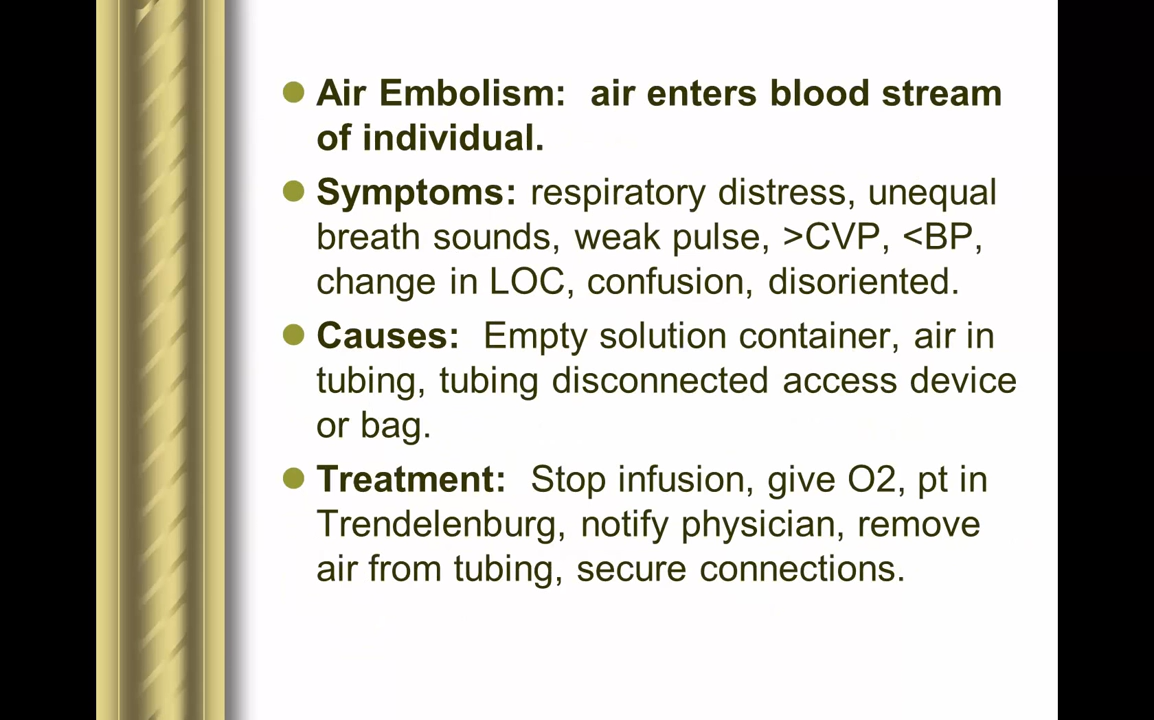 Air Embolism:  air enters blood stream
of individual.
Symptoms: respiratory distress, unequal
breath sounds, weak pulse, >CVP, <BP,
change in LOC, confusion, disoriented.
Causes:  Empty solution container, air in
tubing, tubing disconnected access device
or bag.
Treatment:  Stop infusion, give O2, pt in
Trendelenburg, notify physician, remove
air from tubing, secure connections.